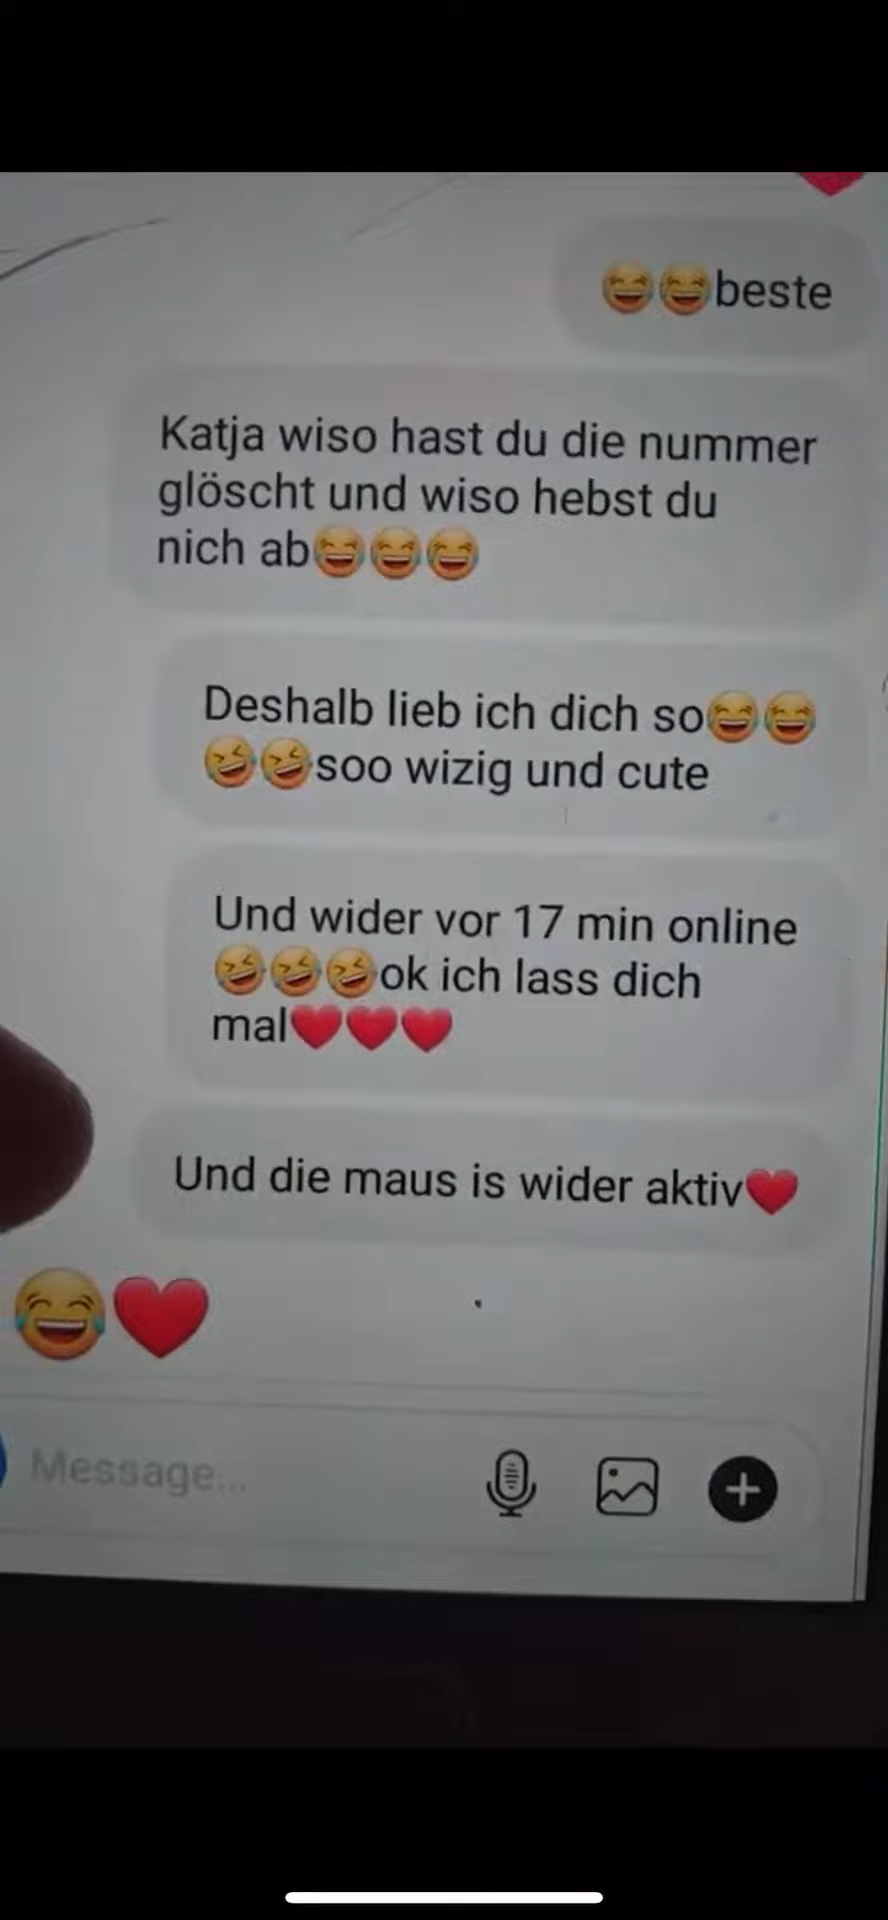 😂😂beste
Katja wiso hast du die nummer
glöscht und wiso hebst du
nich ab😂😂😂
Deshalb lieb ich dich so😂😂
🤣🤣soo wizig und cute
Und wider vor 17 min online
🤣🤣🤣ok ich lass dich
mal❤️❤️❤️
Und die maus is wider aktiv❤️
😂❤️
Message...